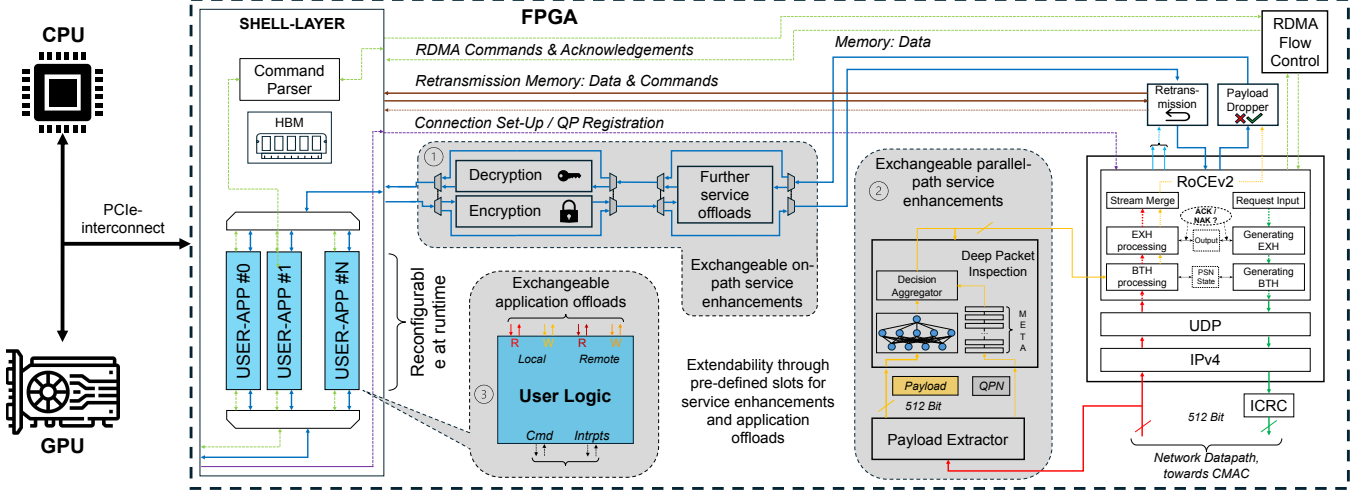 CPU
PCIe-
interconnect
GPU
FPGA
SHELL-LAYER
Command
Parser
HBM
USER-APP #0
USER-APP #1
USER-APP #N
Reconfigurabl
e at runtime
RDMA Commands & Acknowledgements
Retransmission Memory: Data & Commands
Connection Set-Up / QP Registration
Memory: Data
RDMA
Flow
Control
Retrans-
mission
Payload
Dropper
1
Decryption
Encryption
Further
service
offloads
Exchangeable on-
path service
enhancements
Exchangeable
application offloads
R
W
R
W
Local
Remote
3
User Logic
Cmd
Intrpts
Extendability through
pre-defined slots for
service enhancements
and application
offloads
Exchangeable parallel-
path service
enhancements
2
Deep Packet
Inspection
Decision
Aggregator
M
E
T
A
Payload
QPN
512 Bit
Payload Extractor
RoCEv2
Stream Merge
Request Input
ACK /
NAK ?
EXH
processing
Output
Generating
EXH
BTH
processing
PSN
State
Generating
BTH
UDP
IPv4
ICRC
512 Bit
Network Datapath,
towards CMAC